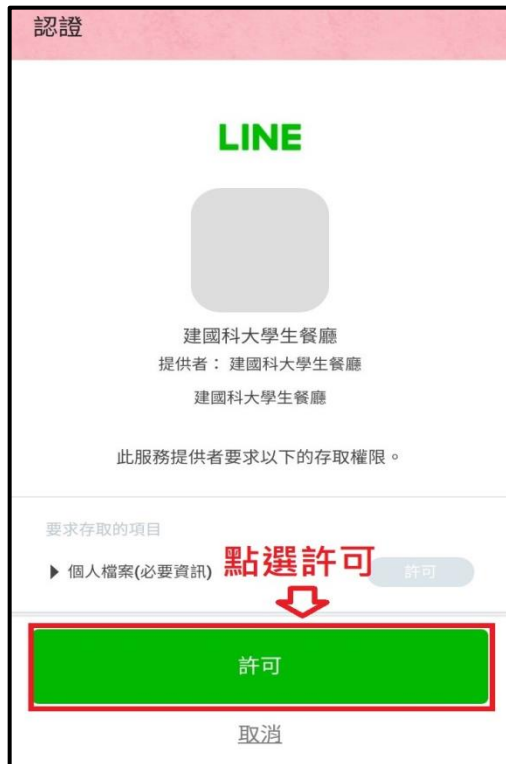 認證
LINE
建國科大學生餐廳
提供者： 建國科大學生餐廳
建國科大學生餐廳
此服務提供者要求以下的存取權限。
要求存取的項目
▶ 個人檔案(必要資訊) 點選許可 許可
許可
取消